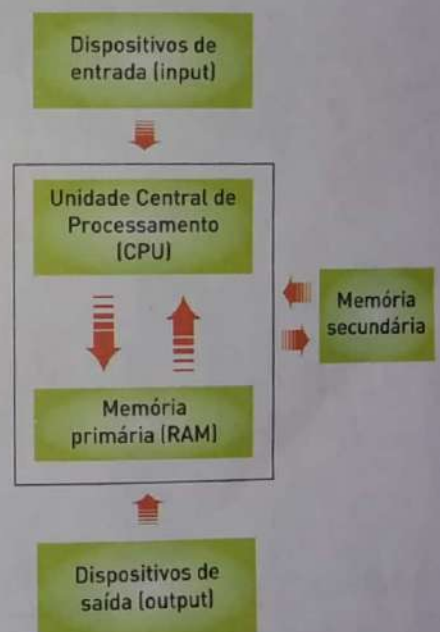 Dispositivos de
entrada (input)
Unidade Central de
Processamento
(CPU)
Memória
secundária
Memória
primária (RAM)
Dispositivos de
saída (output)